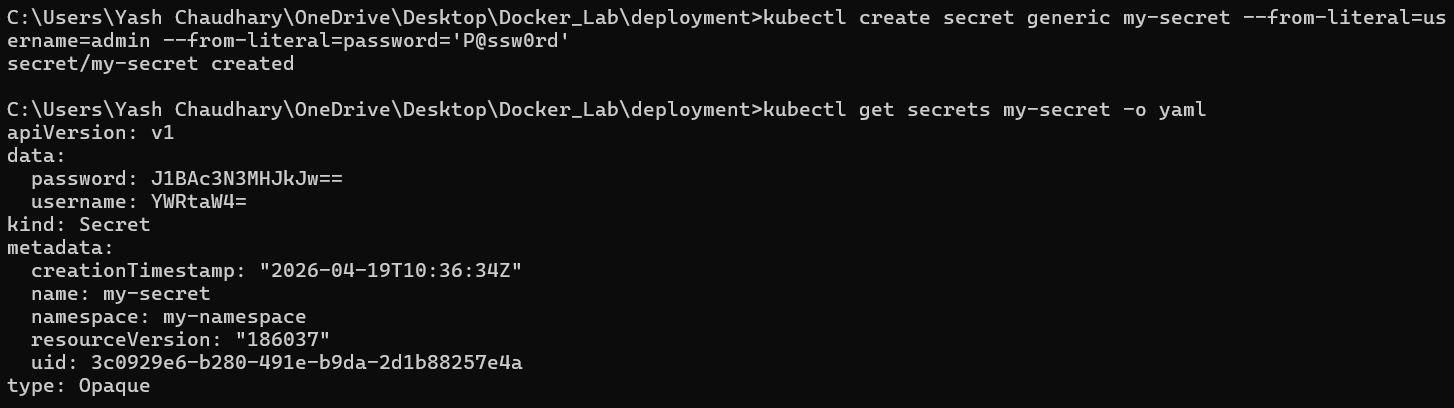 C:\Users\Yash Chaudhary\OneDrive\Desktop\Docker_Lab\deployment>kubectl create secret generic my-secret --from-literal=us
ername=admin --from-literal=password='P@ssw0rd'
secret/my-secret created
C:\Users\Yash Chaudhary\OneDrive\Desktop\Docker_Lab\deployment>kubectl get secrets my-secret -o yaml
apiVersion: v1
data:
  password: J1BAc3N3MHJkJw==
  username: YWRtaW4=
kind: Secret
metadata:
  creationTimestamp: "2026-04-19T10:36:34Z"
  name: my-secret
  namespace: my-namespace
  resourceVersion: "186037"
  uid: 3c0929e6-b280-491e-b9da-2d1b88257e4a
type: Opaque